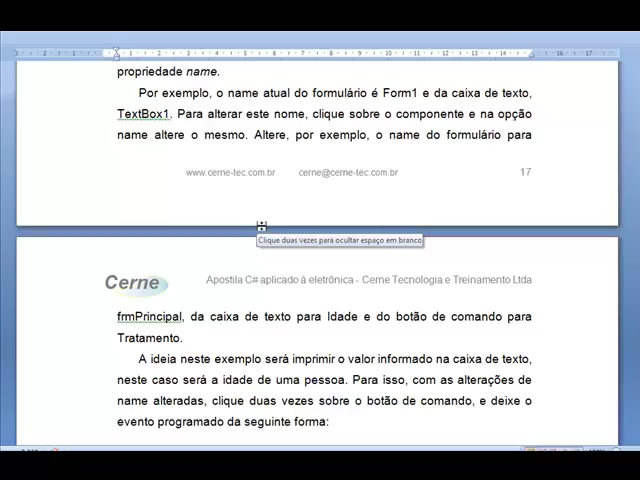 propriedade name.
Por exemplo, o name atual do formulário é Form1 e da caixa de texto,
TextBox1. Para alterar este nome, clique sobre o componente e na opção
name altere o mesmo. Altere, por exemplo, o name do formulário para
www.cerne-tec.com.br cerne@cerne-tec.com.br 17
Clique duas vezes para ocultar espaço em branco
Cerne Apostila C# aplicado à eletrônica - Cerne Tecnologia e Treinamento Ltda
frmPrincipal, da caixa de texto para Idade e do botão de comando para
Tratamento.
A ideia neste exemplo será imprimir o valor informado na caixa de texto,
neste caso será a idade de uma pessoa. Para isso, com as alterações de
name alteradas, clique duas vezes sobre o botão de comando, e deixe o
evento programado da seguinte forma: